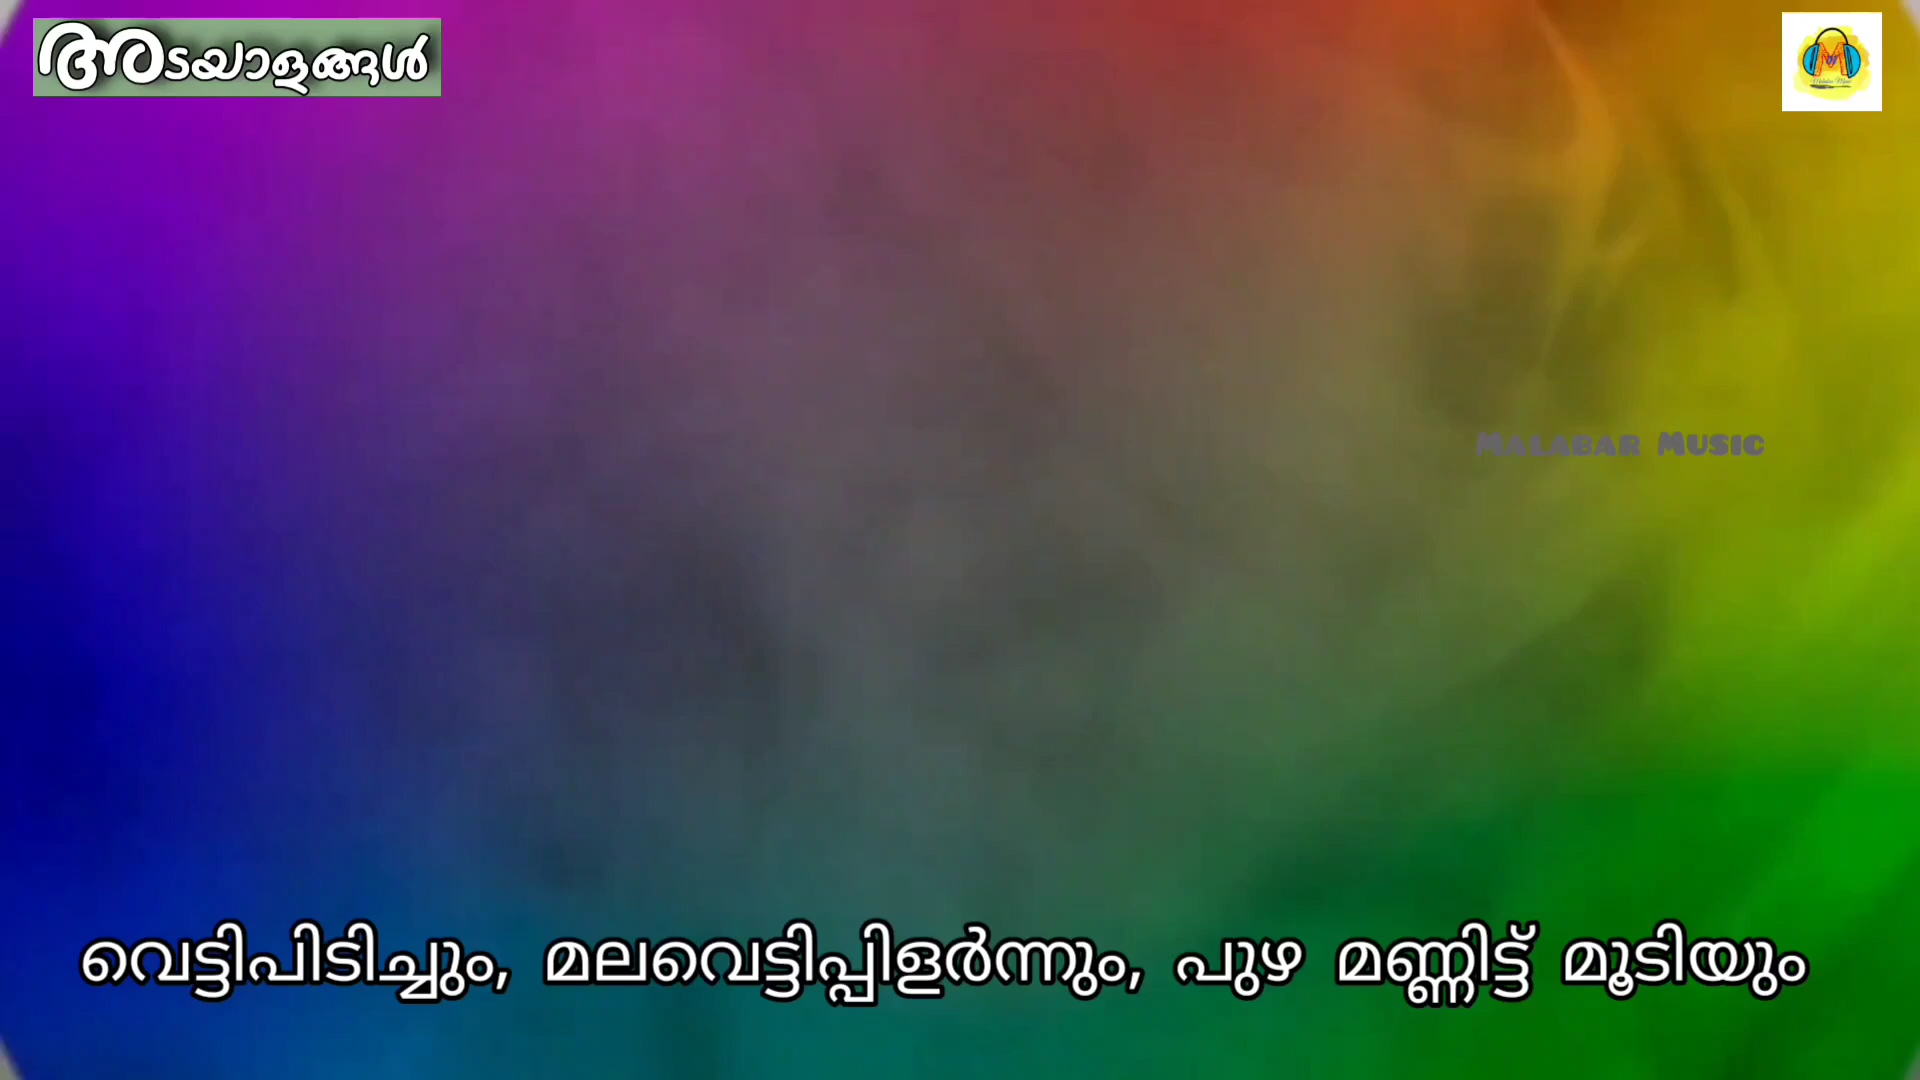 അടയാളങ്ങൾ
Malabar Music
വെട്ടിപിടിച്ചും, മലവെട്ടിപ്പിളർന്നും, പുഴ മണ്ണിട്ട് മൂടിയും